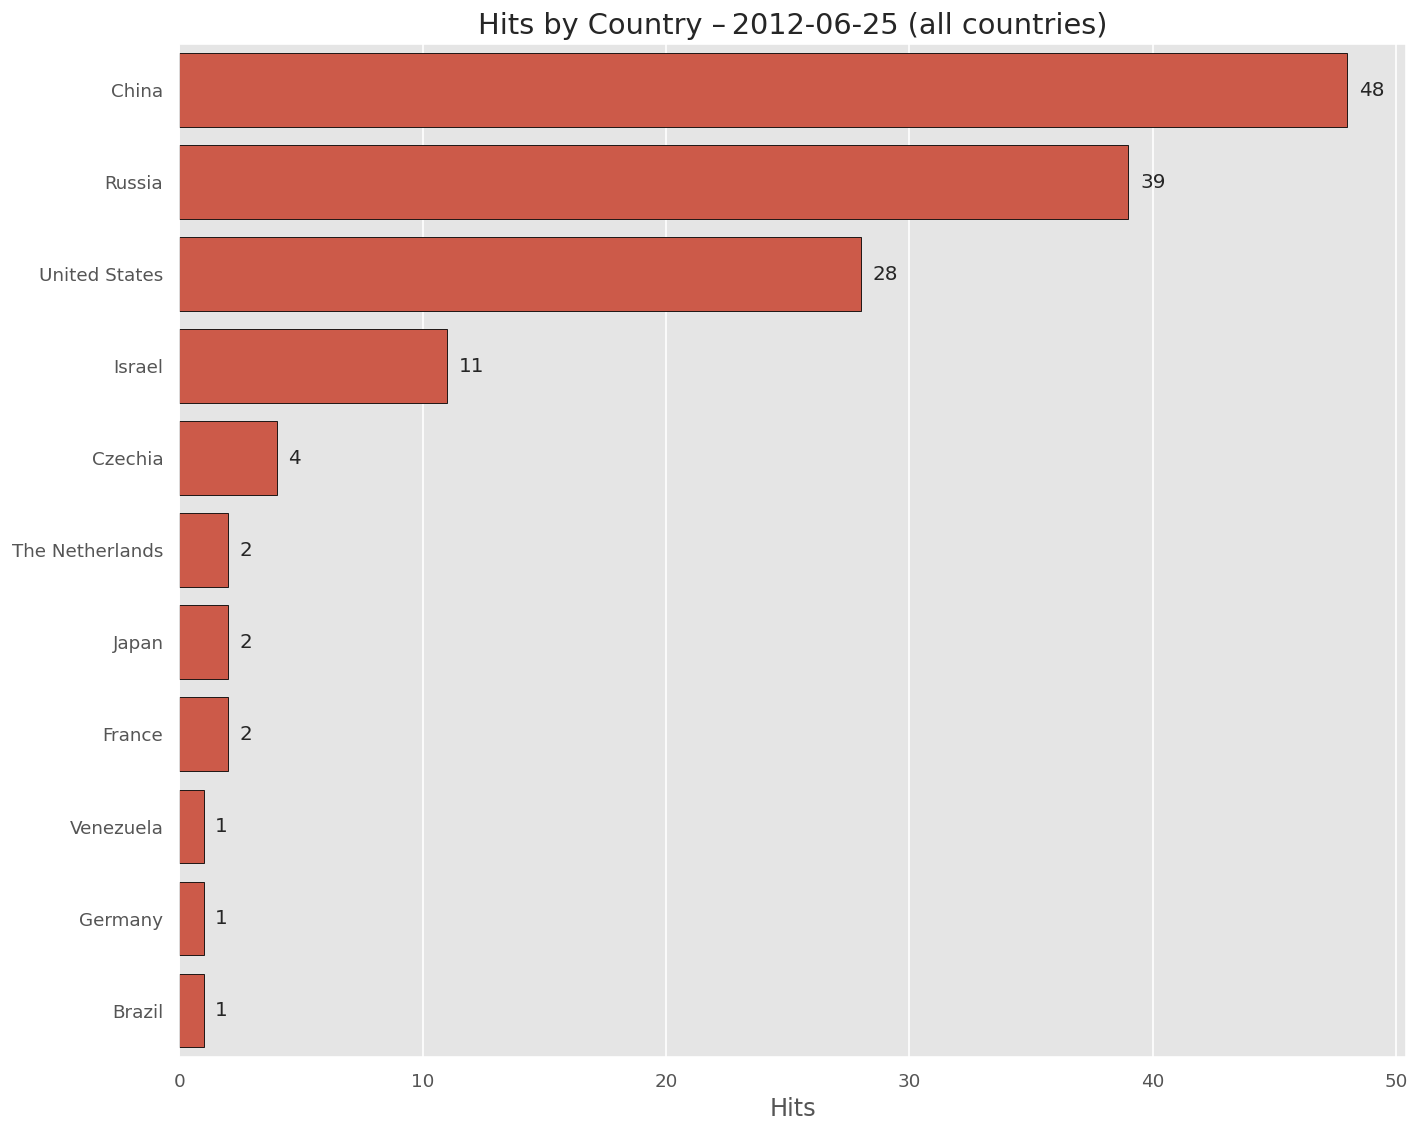 Hits by Country – 2012-06-25 (all countries)
China 48
Russia 39
United States 28
Israel 11
Czechia 4
The Netherlands 2
Japan 2
France 2
Venezuela 1
Germany 1
Brazil 1
0 10 20 30 40 50
Hits